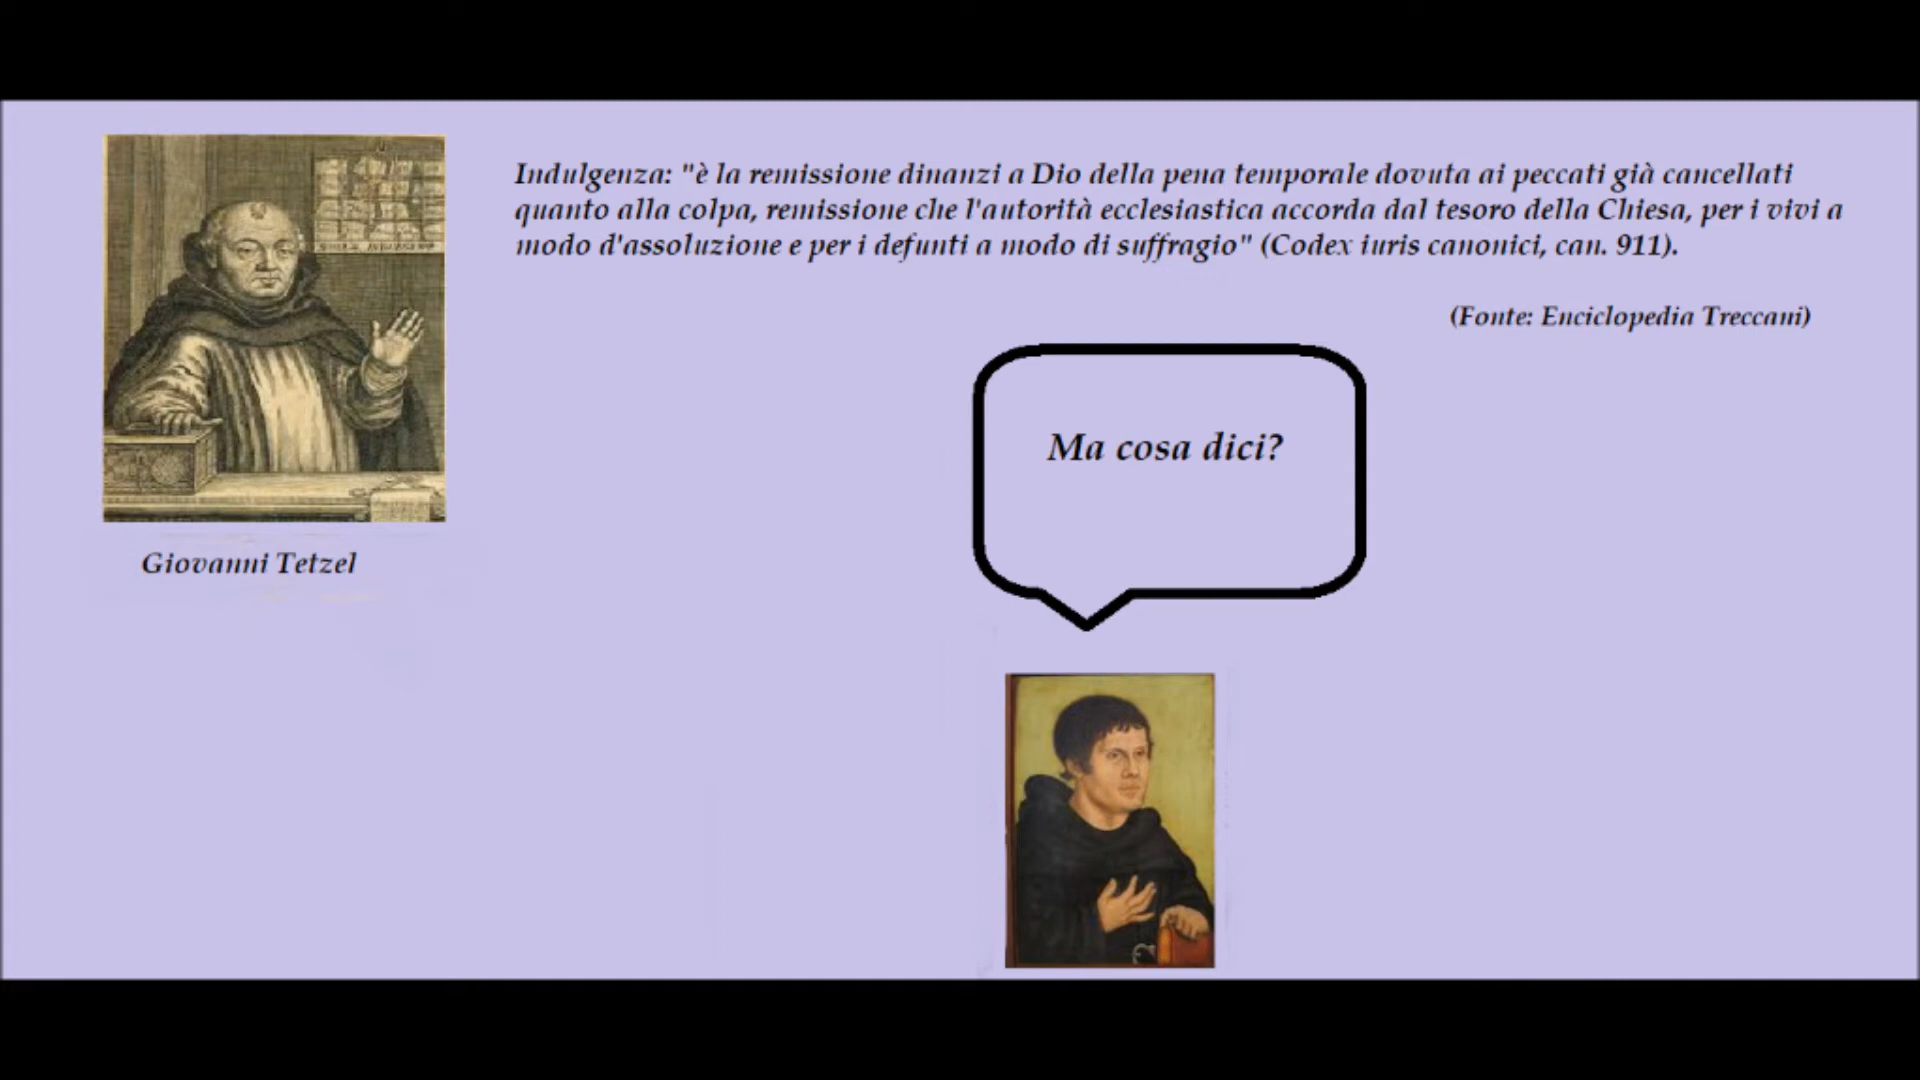 Indulgenza: "è la remissione dinanzi a Dio della pena temporale dovuta ai peccati già cancellati
quanto alla colpa, remissione che l'autorità ecclesiastica accorda dal tesoro della Chiesa, per i vivi a
modo d'assoluzione e per i defunti a modo di suffragio" (Codex iuris canonici, can. 911).
(Fonte: Enciclopedia Treccani)
Ma cosa dici?
Giovanni Tetzel